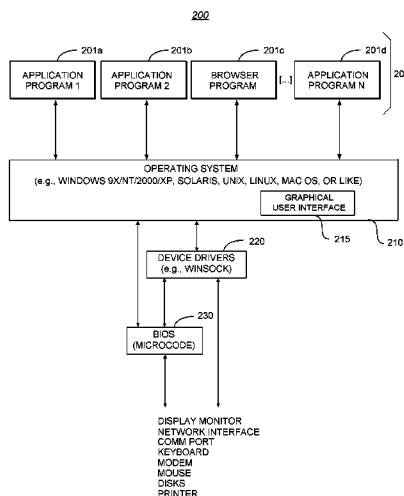 200
201a
201b
201c
201d
APPLICATION
PROGRAM 1
APPLICATION
PROGRAM 2
BROWSER
PROGRAM
[...]
APPLICATION
PROGRAM N
20
OPERATING SYSTEM
(e.g., WINDOWS 9X/NT/2000/XP, SOLARIS, UNIX, LINUX, MAC OS, OR LIKE)
GRAPHICAL
USER INTERFACE
215
210
220
DEVICE DRIVERS
(e.g., WINSOCK)
230
BIOS
(MICROCODE)
DISPLAY MONITOR
NETWORK INTERFACE
COMM PORT
KEYBOARD
MODEM
MOUSE
DISKS
PRINTER